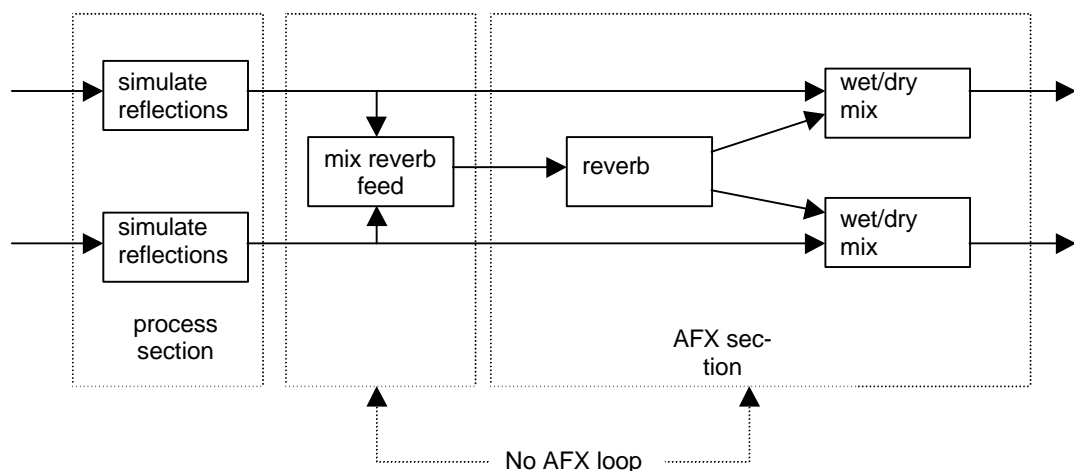 simulate
reflections
wet/dry
mix
mix reverb
feed
reverb
simulate
reflections
wet/dry
mix
process
section
AFX sec-
tion
No AFX loop